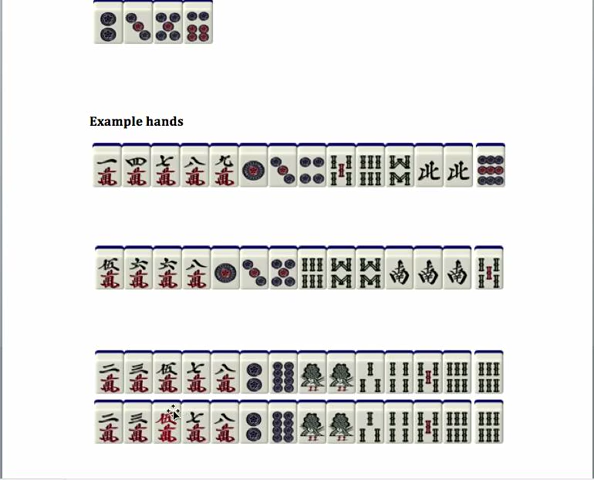 Example hands
一萬 四萬 七萬 八萬 九萬 北 北
伍萬 六萬 六萬 八萬 南 南 南
二萬 三萬 伍萬 七萬 八萬
二萬 三萬 伍萬 七萬 八萬